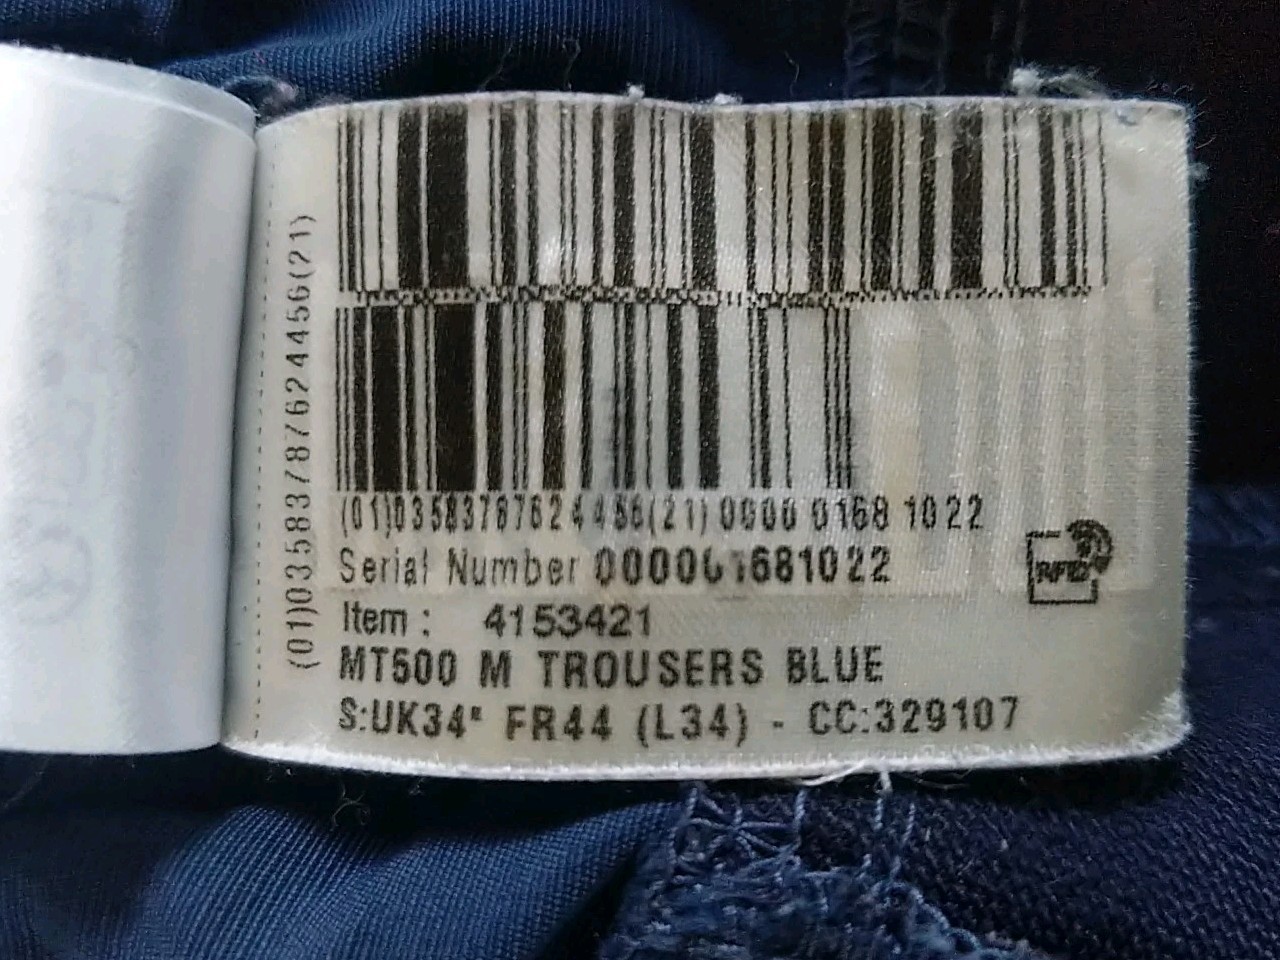 (01)03583787624456(21)
(01)03583787624456(21) 0000 0168 1022
Serial Number 000001681022
Item : 4153421
MT500 M TROUSERS BLUE
S:UK34" FR44 (L34) - CC:329107
RFID